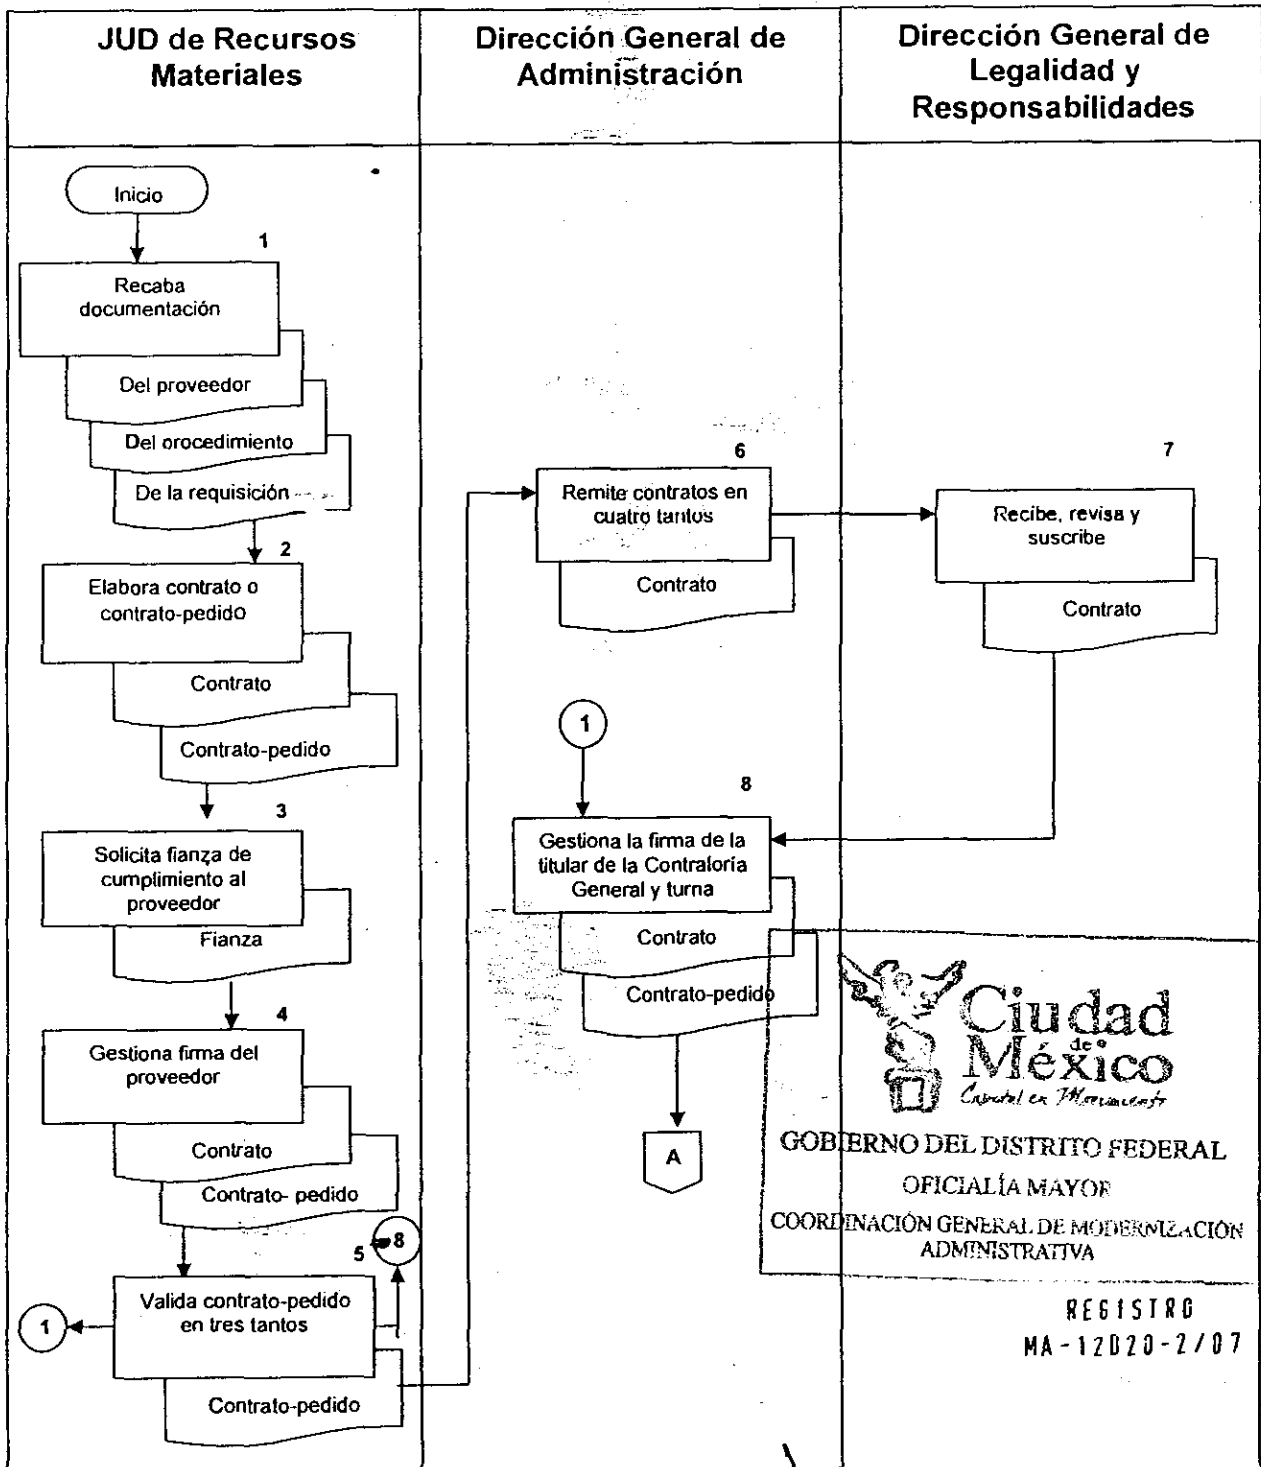 JUD de Recursos
Materiales
Dirección General de
Administración
Dirección General de
Legalidad y
Responsabilidades
Inicio
1
Recaba
documentación
Del proveedor
Del orocedimiento
De la requisición
2
Elabora contrato o
contrato-pedido
Contrato
Contrato-pedido
3
Solicita fianza de
cumplimiento al
proveedor
Fianza
4
Gestiona firma del
proveedor
Contrato
Contrato- pedido
5
8
Valida contrato-pedido
en tres tantos
1
Contrato-pedido
6
Remite contratos en
cuatro tantos
Contrato
7
Recibe, revisa y
suscribe
Contrato
1
8
Gestiona la firma de la
titular de la Contraloría
General y turna
Contrato
Contrato-pedido
A
Ciudad
de
México
Capital en Movimiento
GOBIERNO DEL DISTRITO FEDERAL
OFICIALÍA MAYOR
COORDINACIÓN GENERAL DE MODERNIZACIÓN
ADMINISTRATIVA
REGISTRO
MA-12D20-2/07